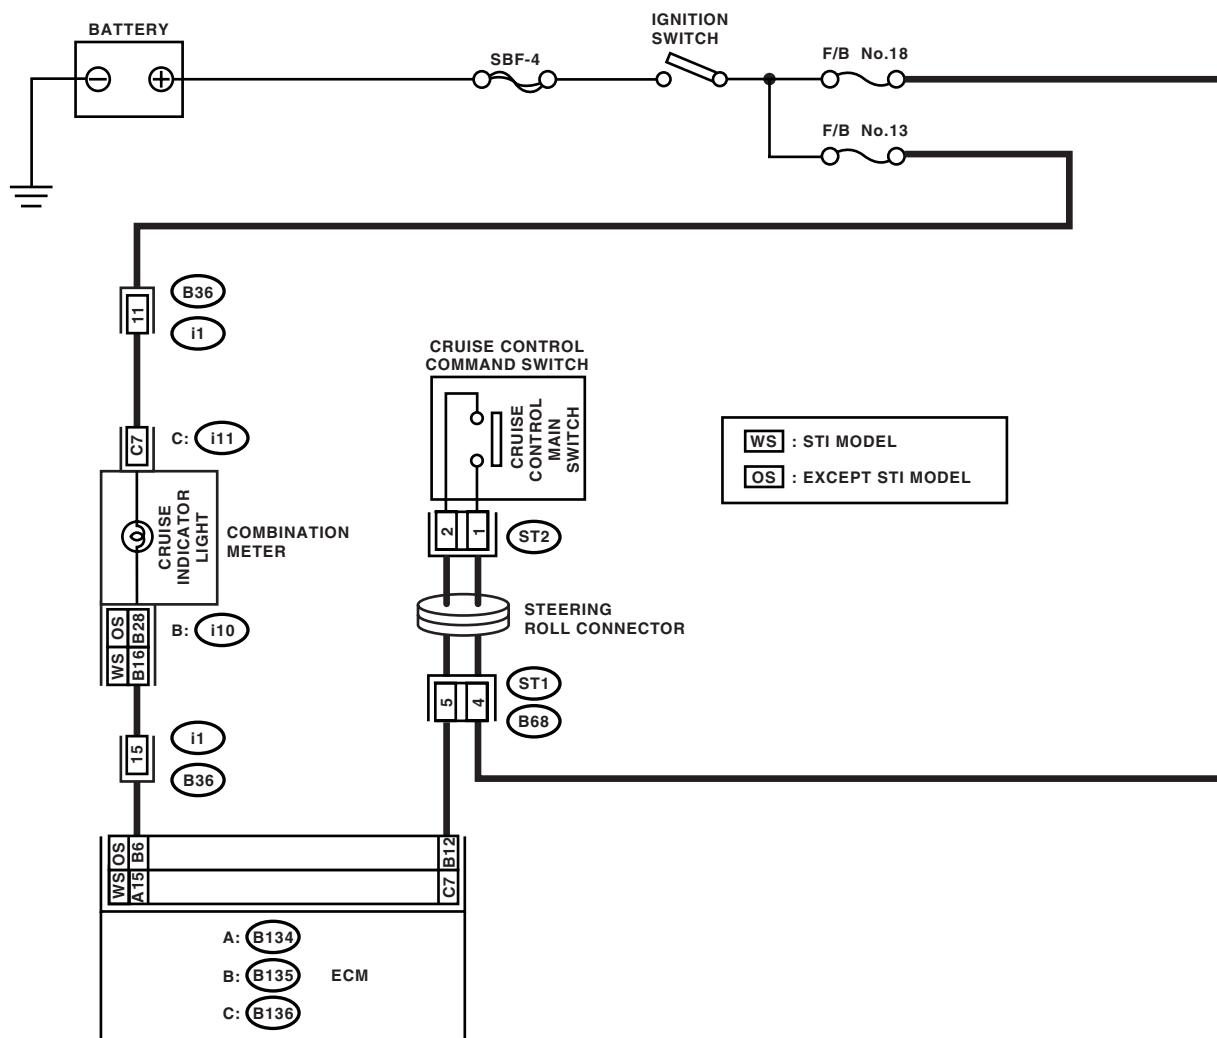 BATTERY
SBF-4
IGNITION
SWITCH
F/B No.18
F/B No.13
11
B36
i1
C7
C: i11
CRUISE
INDICATOR
LIGHT
COMBINATION
METER
OS B28
WS B16
B: i10
15
i1
B36
CRUISE CONTROL
COMMAND SWITCH
CRUISE
CONTROL
MAIN
SWITCH
2 1
ST2
STEERING
ROLL CONNECTOR
5 4
ST1
B68
WS : STI MODEL
OS : EXCEPT STI MODEL
OS B6 B12
WS A15 C7
A: B134
B: B135 ECM
C: B136